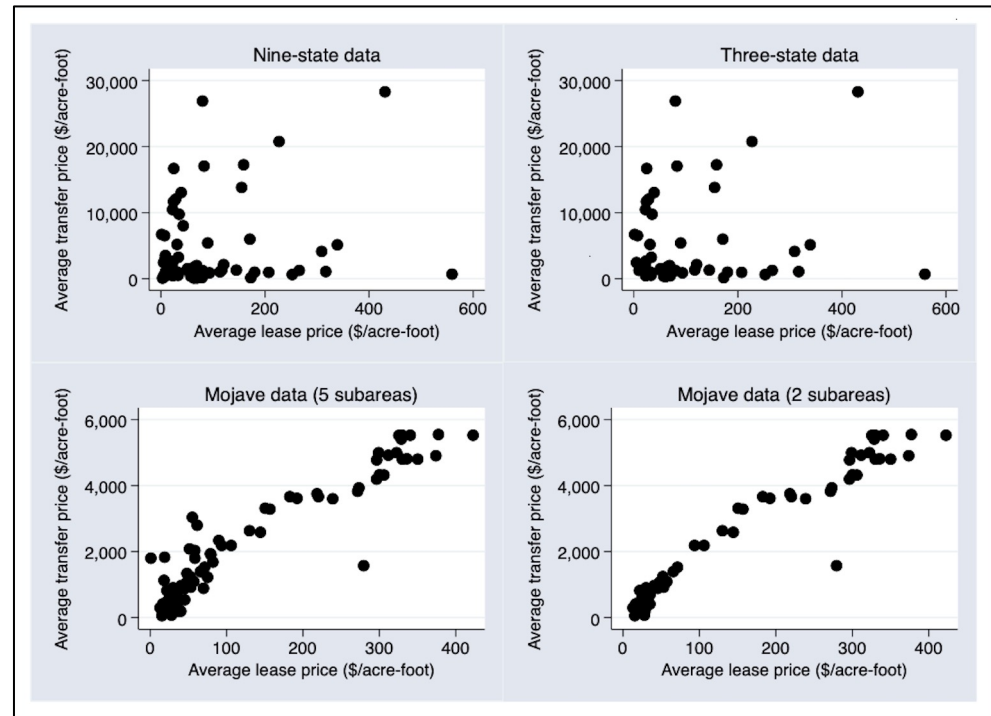 Nine-state data
Average transfer price ($/acre-foot)
30,000
20,000
10,000
0
0 200 400 600
Average lease price ($/acre-foot)
Three-state data
Average transfer price ($/acre-foot)
30,000
20,000
10,000
0
0 200 400 600
Average lease price ($/acre-foot)
Mojave data (5 subareas)
Average transfer price ($/acre-foot)
6,000
4,000
2,000
0
0 100 200 300 400
Average lease price ($/acre-foot)
Mojave data (2 subareas)
Average transfer price ($/acre-foot)
6,000
4,000
2,000
0
0 100 200 300 400
Average lease price ($/acre-foot)